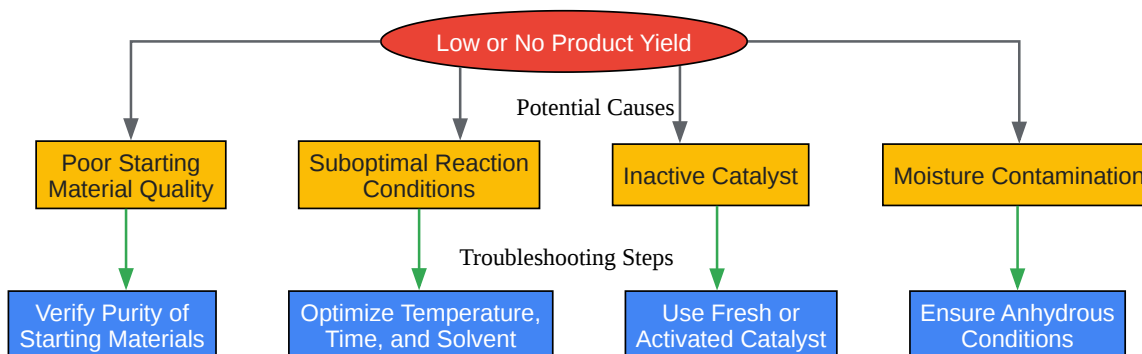 Low or No Product Yield
Potential Causes
Poor Starting
Material Quality
Suboptimal Reaction
Conditions
Inactive Catalyst
Moisture Contamination
Troubleshooting Steps
Verify Purity of
Starting Materials
Optimize Temperature,
Time, and Solvent
Use Fresh or
Activated Catalyst
Ensure Anhydrous
Conditions